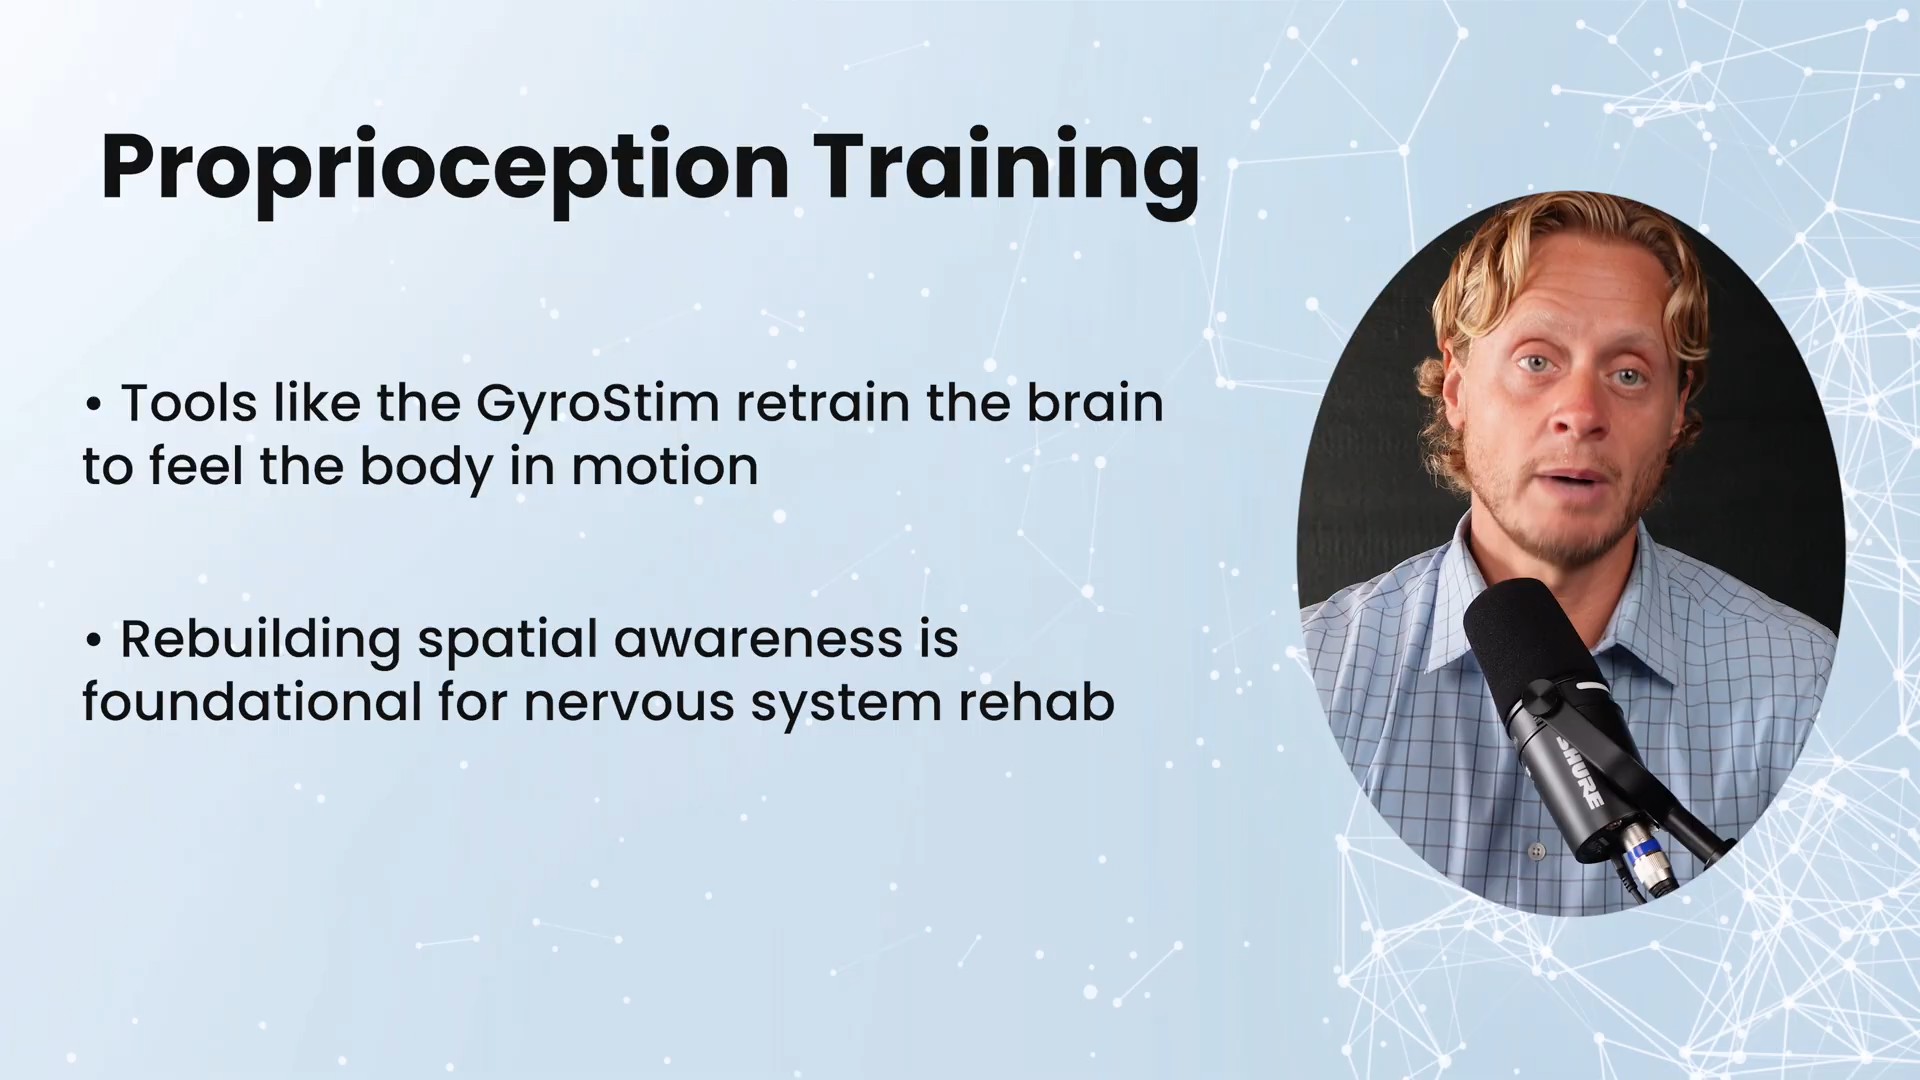 Proprioception Training
• Tools like the GyroStim retrain the brain
to feel the body in motion
• Rebuilding spatial awareness is
foundational for nervous system rehab
SHURE